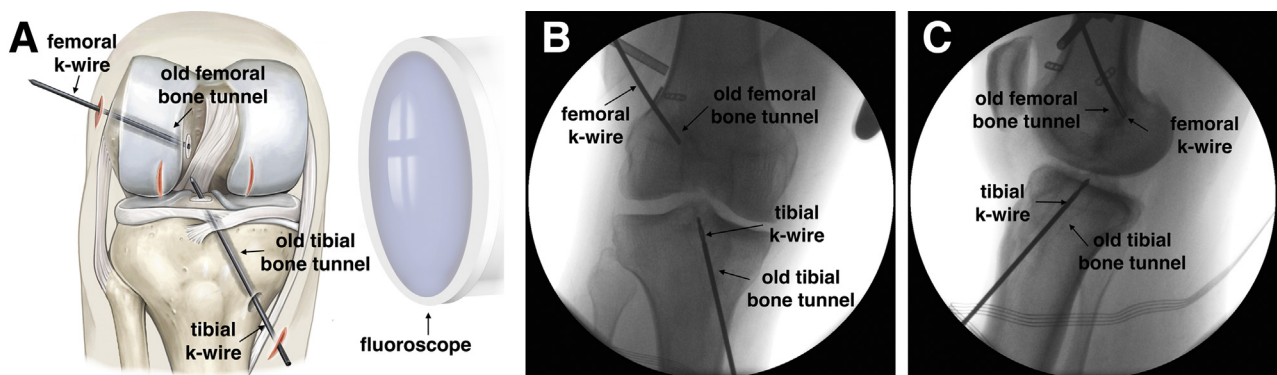 A
femoral
k-wire
old femoral
bone tunnel
old tibial
bone tunnel
tibial
k-wire
fluoroscope
B
femoral
k-wire
old femoral
bone tunnel
tibial
k-wire
old tibial
bone tunnel
C
old femoral
bone tunnel
femoral
k-wire
tibial
k-wire
old tibial
bone tunnel